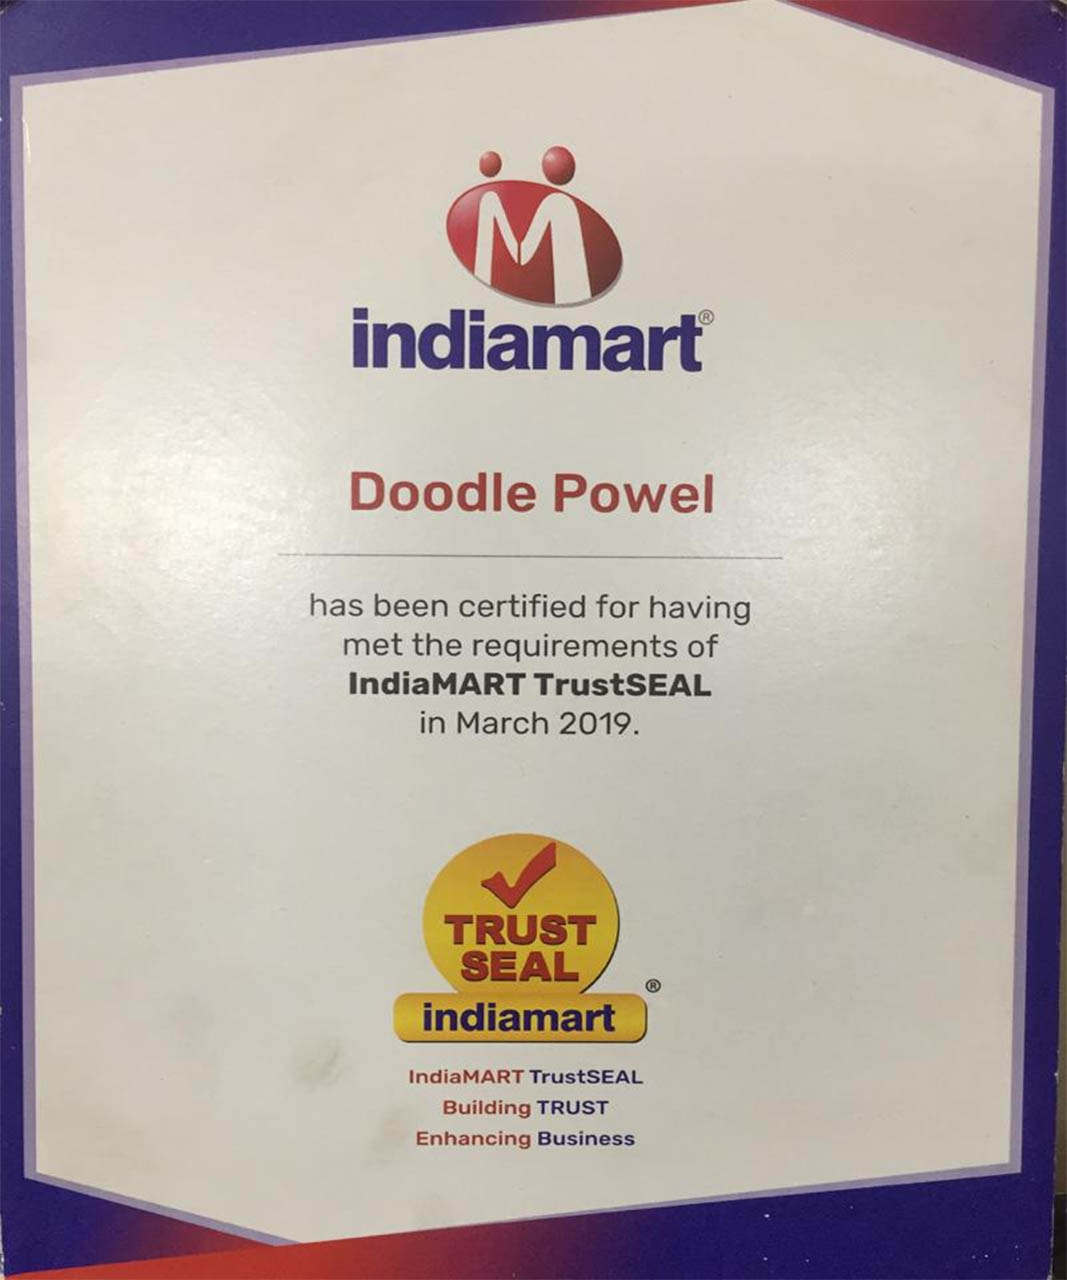 indiamart®
Doodle Powel
has been certified for having
met the requirements of
IndiaMART TrustSEAL
in March 2019.
TRUST
SEAL
®
indiamart
IndiaMART TrustSEAL
Building TRUST
Enhancing Business